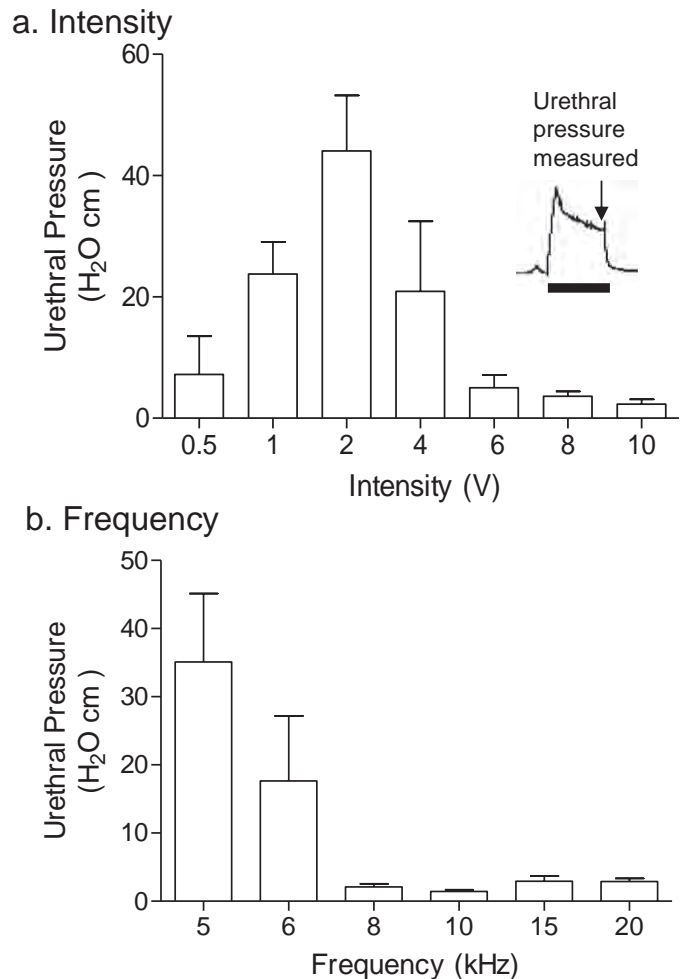 a. Intensity
60
40
20
0
Urethral Pressure
(H₂O cm )
Urethral
pressure
measured
0.5 1 2 4 6 8 10
Intensity (V)
b. Frequency
50
40
30
20
10
0
Urethral Pressure
(H₂O cm)
5 6 8 10 15 20
Frequency (kHz)